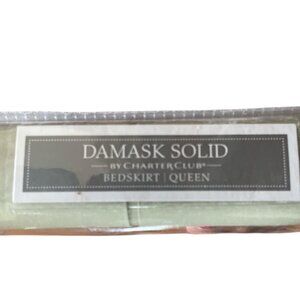 DAMASK SOLID
BY CHARTER CLUB®
BEDSKIRT | QUEEN